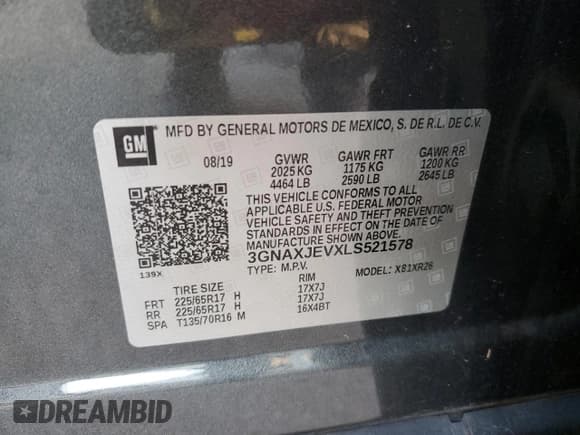 GM
MFD BY GENERAL MOTORS DE MEXICO, S. DE R.L. DE C.V.
08/19 GVWR GAWR FRT GAWR RR
2025 KG 1175 KG 1200 KG
4464 LB 2590 LB 2645 LB
THIS VEHICLE CONFORMS TO ALL
APPLICABLE U.S. FEDERAL MOTOR
VEHICLE SAFETY AND THEFT PREVENTION
STANDARDS IN EFFECT ON THE DATE OF
MANUFACTURE SHOWN ABOVE.
3GNAXJEVXLS521578
139X TYPE: M.P.V. MODEL: X81XR26
TIRE SIZE RIM
FRT 225/65R17 H 17X7J
RR 225/65R17 H 17X7J
SPA T135/70R16 M 16X4BT
DREAMBID